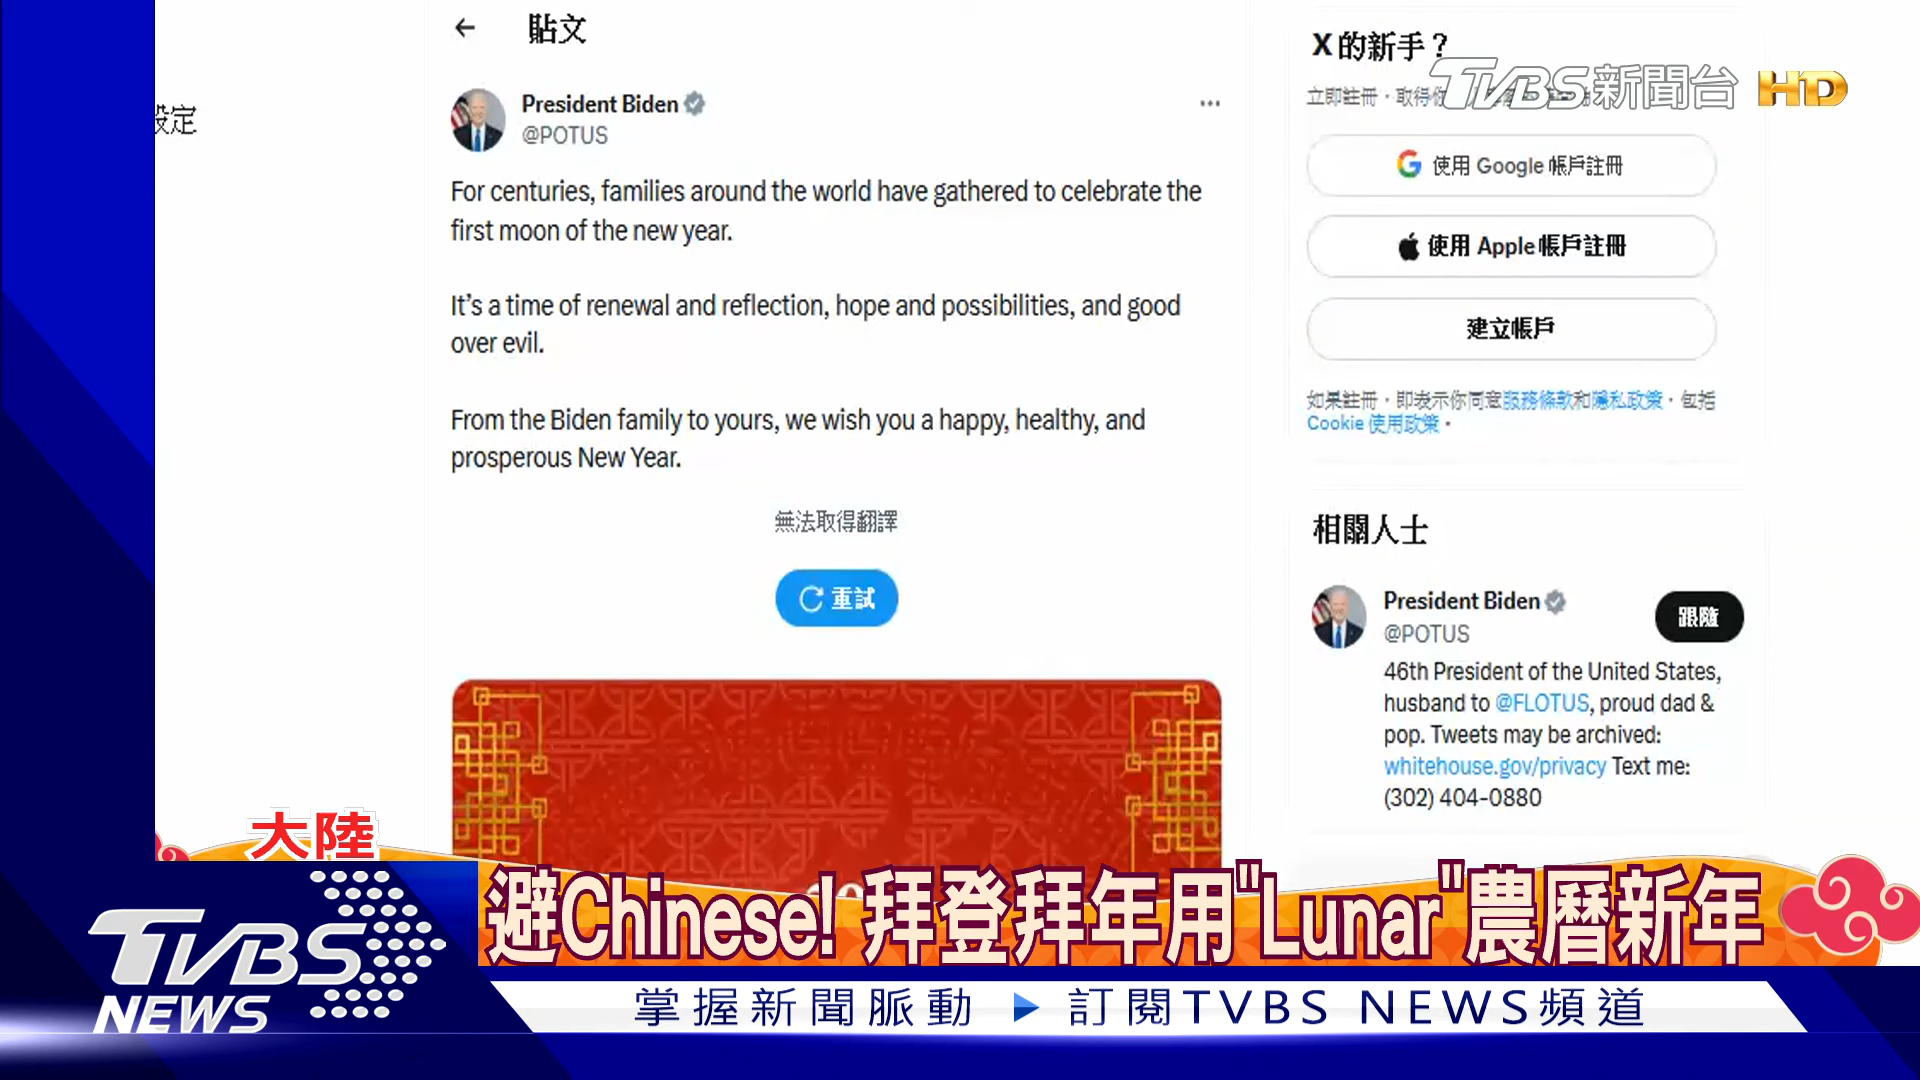 貼文
設定
President Biden
@POTUS
For centuries, families around the world have gathered to celebrate the
first moon of the new year.
It's a time of renewal and reflection, hope and possibilities, and good
over evil.
From the Biden family to yours, we wish you a happy, healthy, and
prosperous New Year.
無法取得翻譯
重試
X的新手？
TVBS新聞台 HD
立即註冊，取得你
使用 Google 帳戶註冊
使用 Apple 帳戶註冊
建立帳戶
如果註冊，即表示你同意服務條款和隱私政策，包括
Cookie 使用政策。
相關人士
President Biden
@POTUS
跟隨
46th President of the United States,
husband to @FLOTUS, proud dad &
pop. Tweets may be archived:
whitehouse.gov/privacy Text me:
(302) 404-0880
大陸
避Chinese! 拜登拜年用"Lunar"農曆新年
TVBS
NEWS
掌握新聞脈動 ▶ 訂閱TVBS NEWS頻道